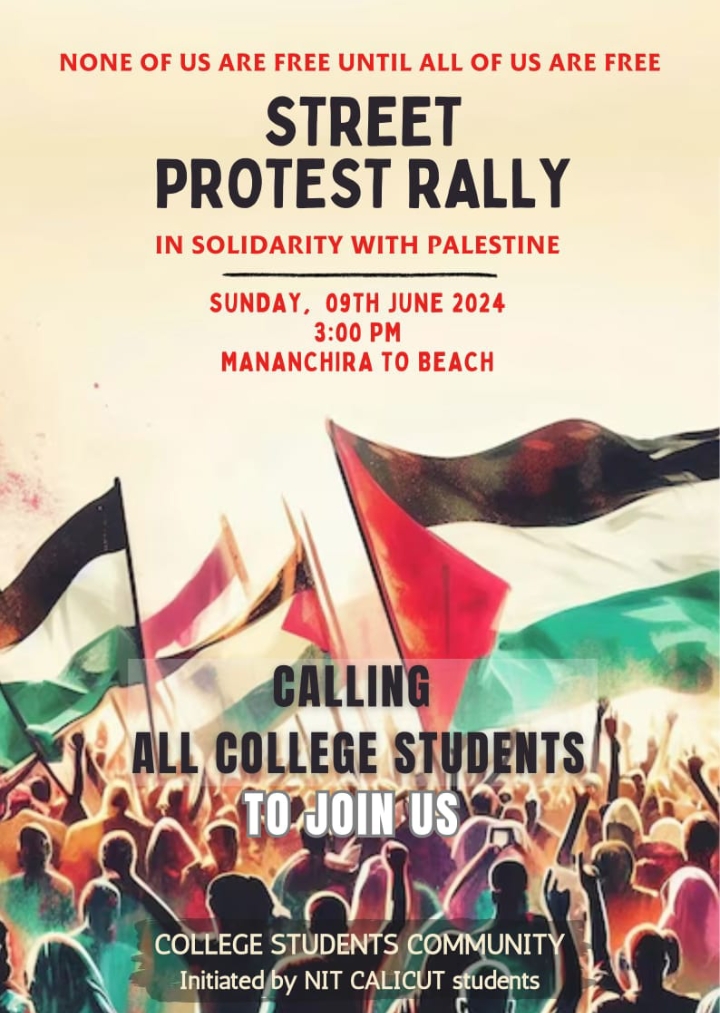 NONE OF US ARE FREE UNTIL ALL OF US ARE FREE
STREET
PROTEST RALLY
IN SOLIDARITY WITH PALESTINE
SUNDAY, 09TH JUNE 2024
3:00 PM
MANANCHIRA TO BEACH
CALLING
ALL COLLEGE STUDENTS
TO JOIN US
COLLEGE STUDENTS COMMUNITY
Initiated by NIT CALICUT students